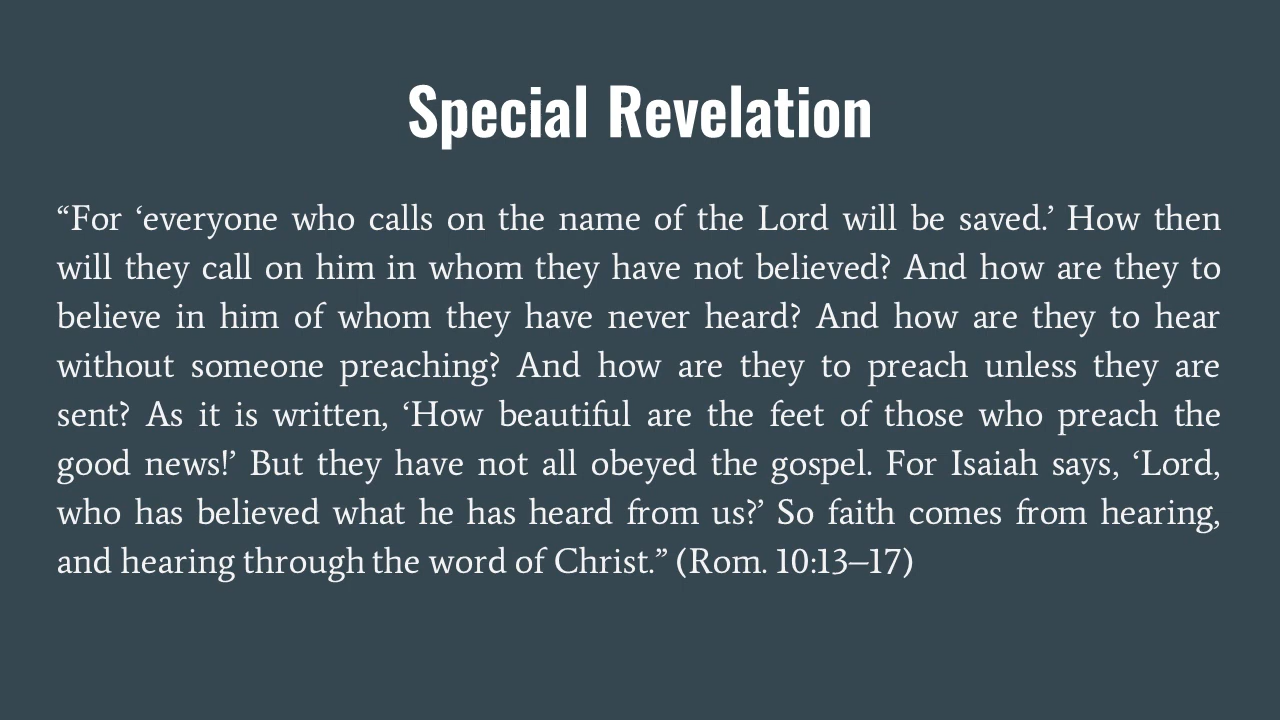 Special Revelation
“For ‘everyone who calls on the name of the Lord will be saved.’ How then
will they call on him in whom they have not believed? And how are they to
believe in him of whom they have never heard? And how are they to hear
without someone preaching? And how are they to preach unless they are
sent? As it is written, ‘How beautiful are the feet of those who preach the
good news!’ But they have not all obeyed the gospel. For Isaiah says, ‘Lord,
who has believed what he has heard from us?’ So faith comes from hearing,
and hearing through the word of Christ.” (Rom. 10:13–17)